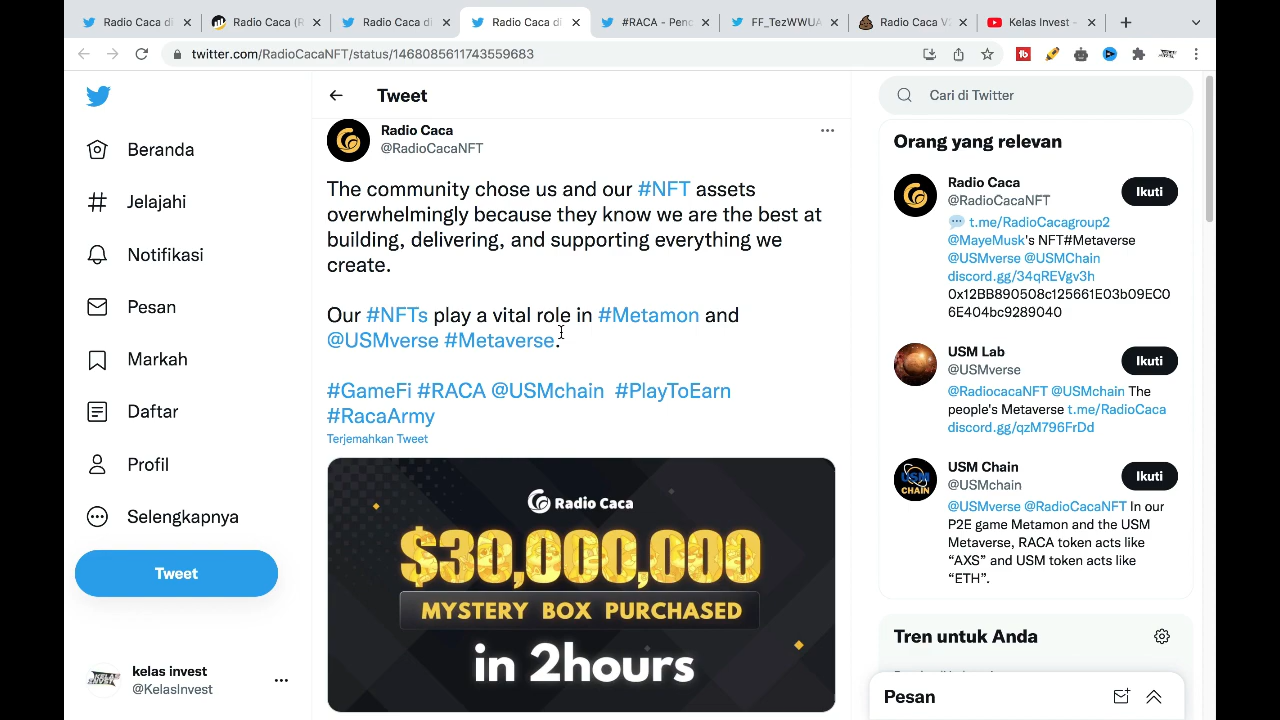 Radio Caca di
Radio Caca (R
Radio Caca di
Radio Caca di
#RACA - Penc
FF_TezWWUA
Radio Caca V2
Kelas Invest -
twitter.com/RadioCacaNFT/status/1468085611743559683
Beranda
Jelajahi
Notifikasi
Pesan
Markah
Daftar
Profil
Selengkapnya
Tweet
kelas invest
@KelasInvest
Tweet
Radio Caca
@RadioCacaNFT
The community chose us and our #NFT assets
overwhelmingly because they know we are the best at
building, delivering, and supporting everything we
create.
Our #NFTs play a vital role in #Metamon and
@USMverse #Metaverse.
#GameFi #RACA @USMchain #PlayToEarn
#RacaArmy
Terjemahkan Tweet
Radio Caca
$30,000,000
MYSTERY BOX PURCHASED
in 2hours
Cari di Twitter
Orang yang relevan
Radio Caca
@RadioCacaNFT
Ikuti
💬 t.me/RadioCacagroup2
@MayeMusk's NFT#Metaverse
@USMverse @USMChain
discord.gg/34qREVgv3h
0x12BB890508c125661E03b09EC0
6E404bc9289040
USM Lab
@USMverse
Ikuti
@RadiocacaNFT @USMchain The
people's Metaverse t.me/RadioCaca
discord.gg/qzM796FrDd
USM CHAIN
USM Chain
@USMchain
Ikuti
@USMverse @RadioCacaNFT In our
P2E game Metamon and the USM
Metaverse, RACA token acts like
“AXS” and USM token acts like
“ETH”.
Tren untuk Anda
Pesan